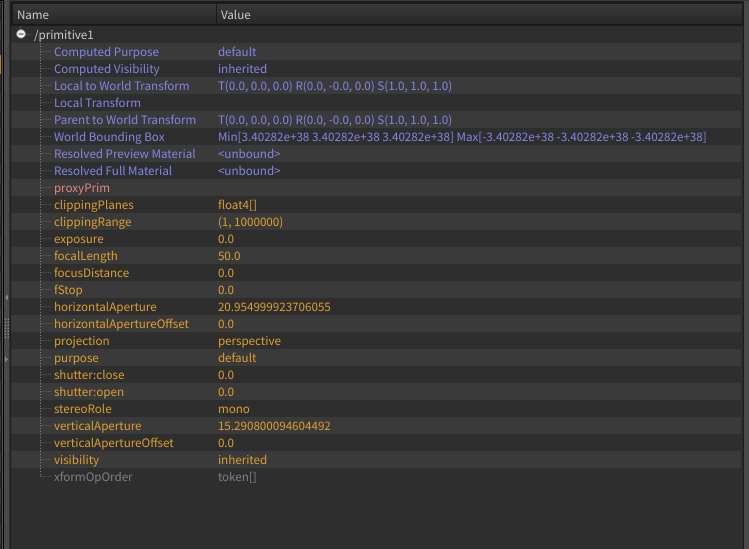 Name Value
/primitive1
Computed Purpose default
Computed Visibility inherited
Local to World Transform T(0.0, 0.0, 0.0) R(0.0, -0.0, 0.0) S(1.0, 1.0, 1.0)
Local Transform
Parent to World Transform T(0.0, 0.0, 0.0) R(0.0, -0.0, 0.0) S(1.0, 1.0, 1.0)
World Bounding Box Min[3.40282e+38 3.40282e+38 3.40282e+38] Max[-3.40282e+38 -3.40282e+38 -3.40282e+38]
Resolved Preview Material <unbound>
Resolved Full Material <unbound>
proxyPrim
clippingPlanes float4[]
clippingRange (1, 1000000)
exposure 0.0
focalLength 50.0
focusDistance 0.0
fStop 0.0
horizontalAperture 20.954999923706055
horizontalApertureOffset 0.0
projection perspective
purpose default
shutter:close 0.0
shutter:open 0.0
stereoRole mono
verticalAperture 15.290800094604492
verticalApertureOffset 0.0
visibility inherited
xformOpOrder token[]